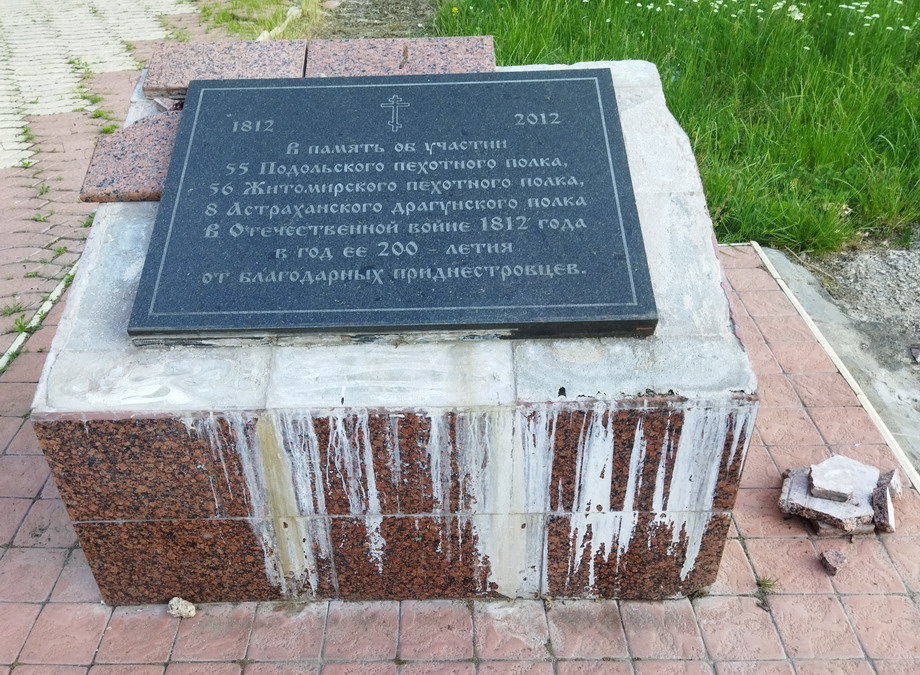 1812 2012
В память об участии
55 Подольского пехотного полка,
56 Житомирского пехотного полка,
8 Астраханского драгунского полка
в Отечественной войне 1812 года
в год ее 200 - летия
от благодарных приднестровцев.